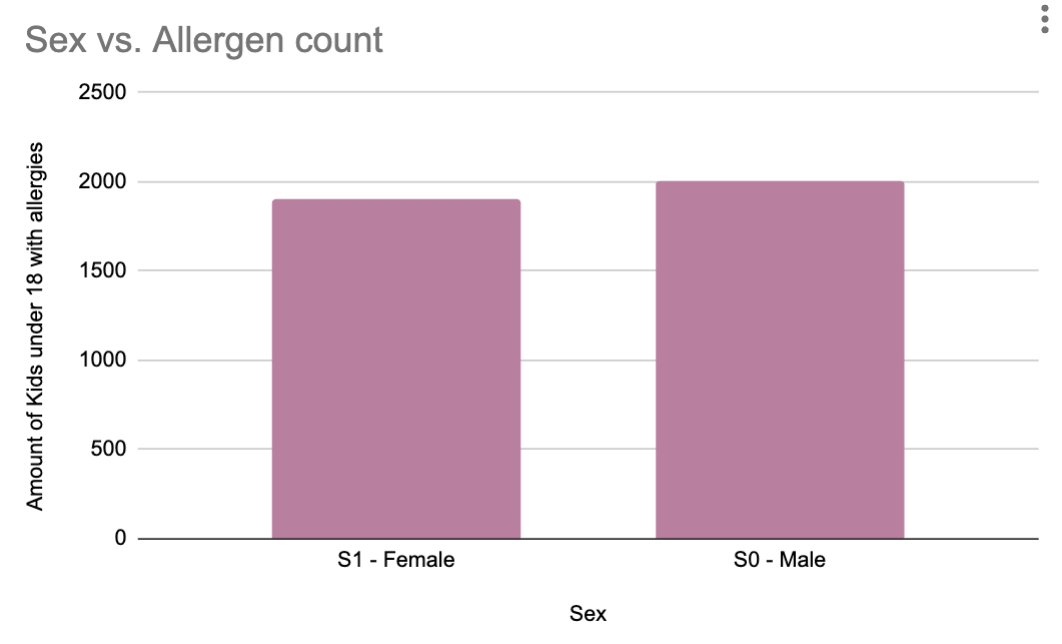 Sex vs. Allergen count
Amount of Kids under 18 with allergies
2500
2000
1500
1000
500
0
S1 - Female
S0 - Male
Sex